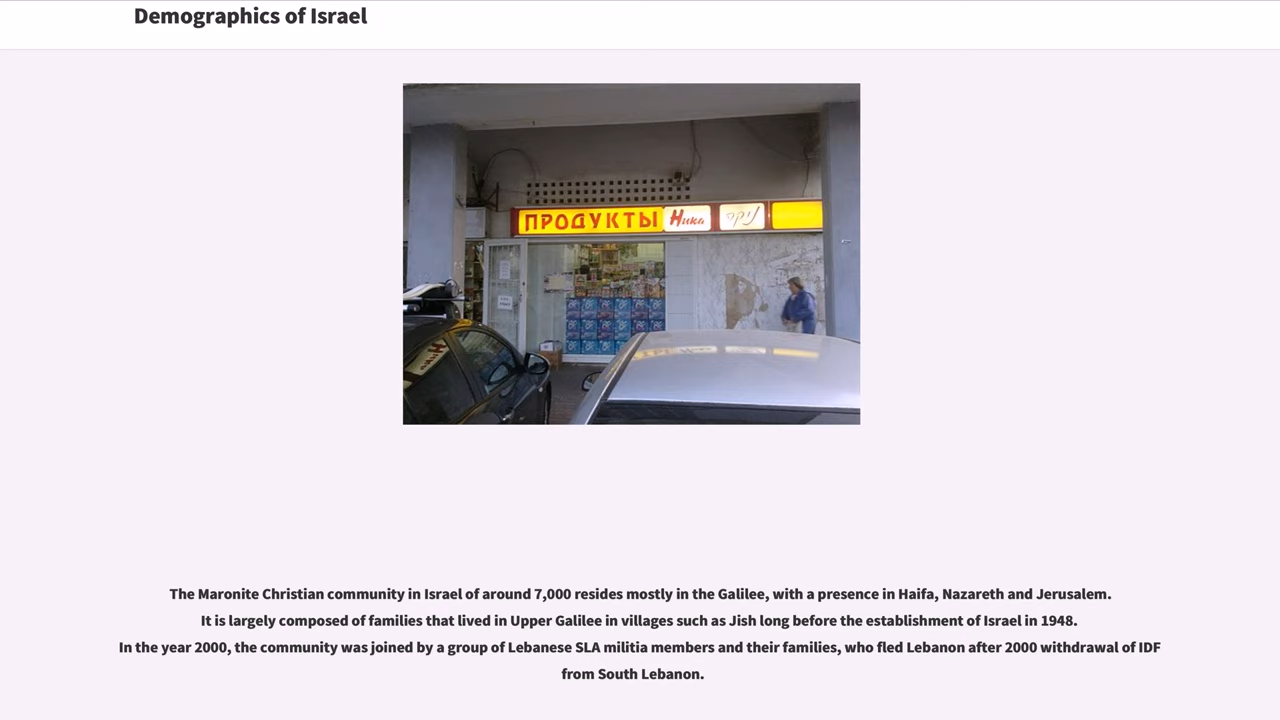 Demographics of Israel
ПРОДУКТЫ Ника ניקה
The Maronite Christian community in Israel of around 7,000 resides mostly in the Galilee, with a presence in Haifa, Nazareth and Jerusalem.
It is largely composed of families that lived in Upper Galilee in villages such as Jish long before the establishment of Israel in 1948.
In the year 2000, the community was joined by a group of Lebanese SLA militia members and their families, who fled Lebanon after 2000 withdrawal of IDF
from South Lebanon.